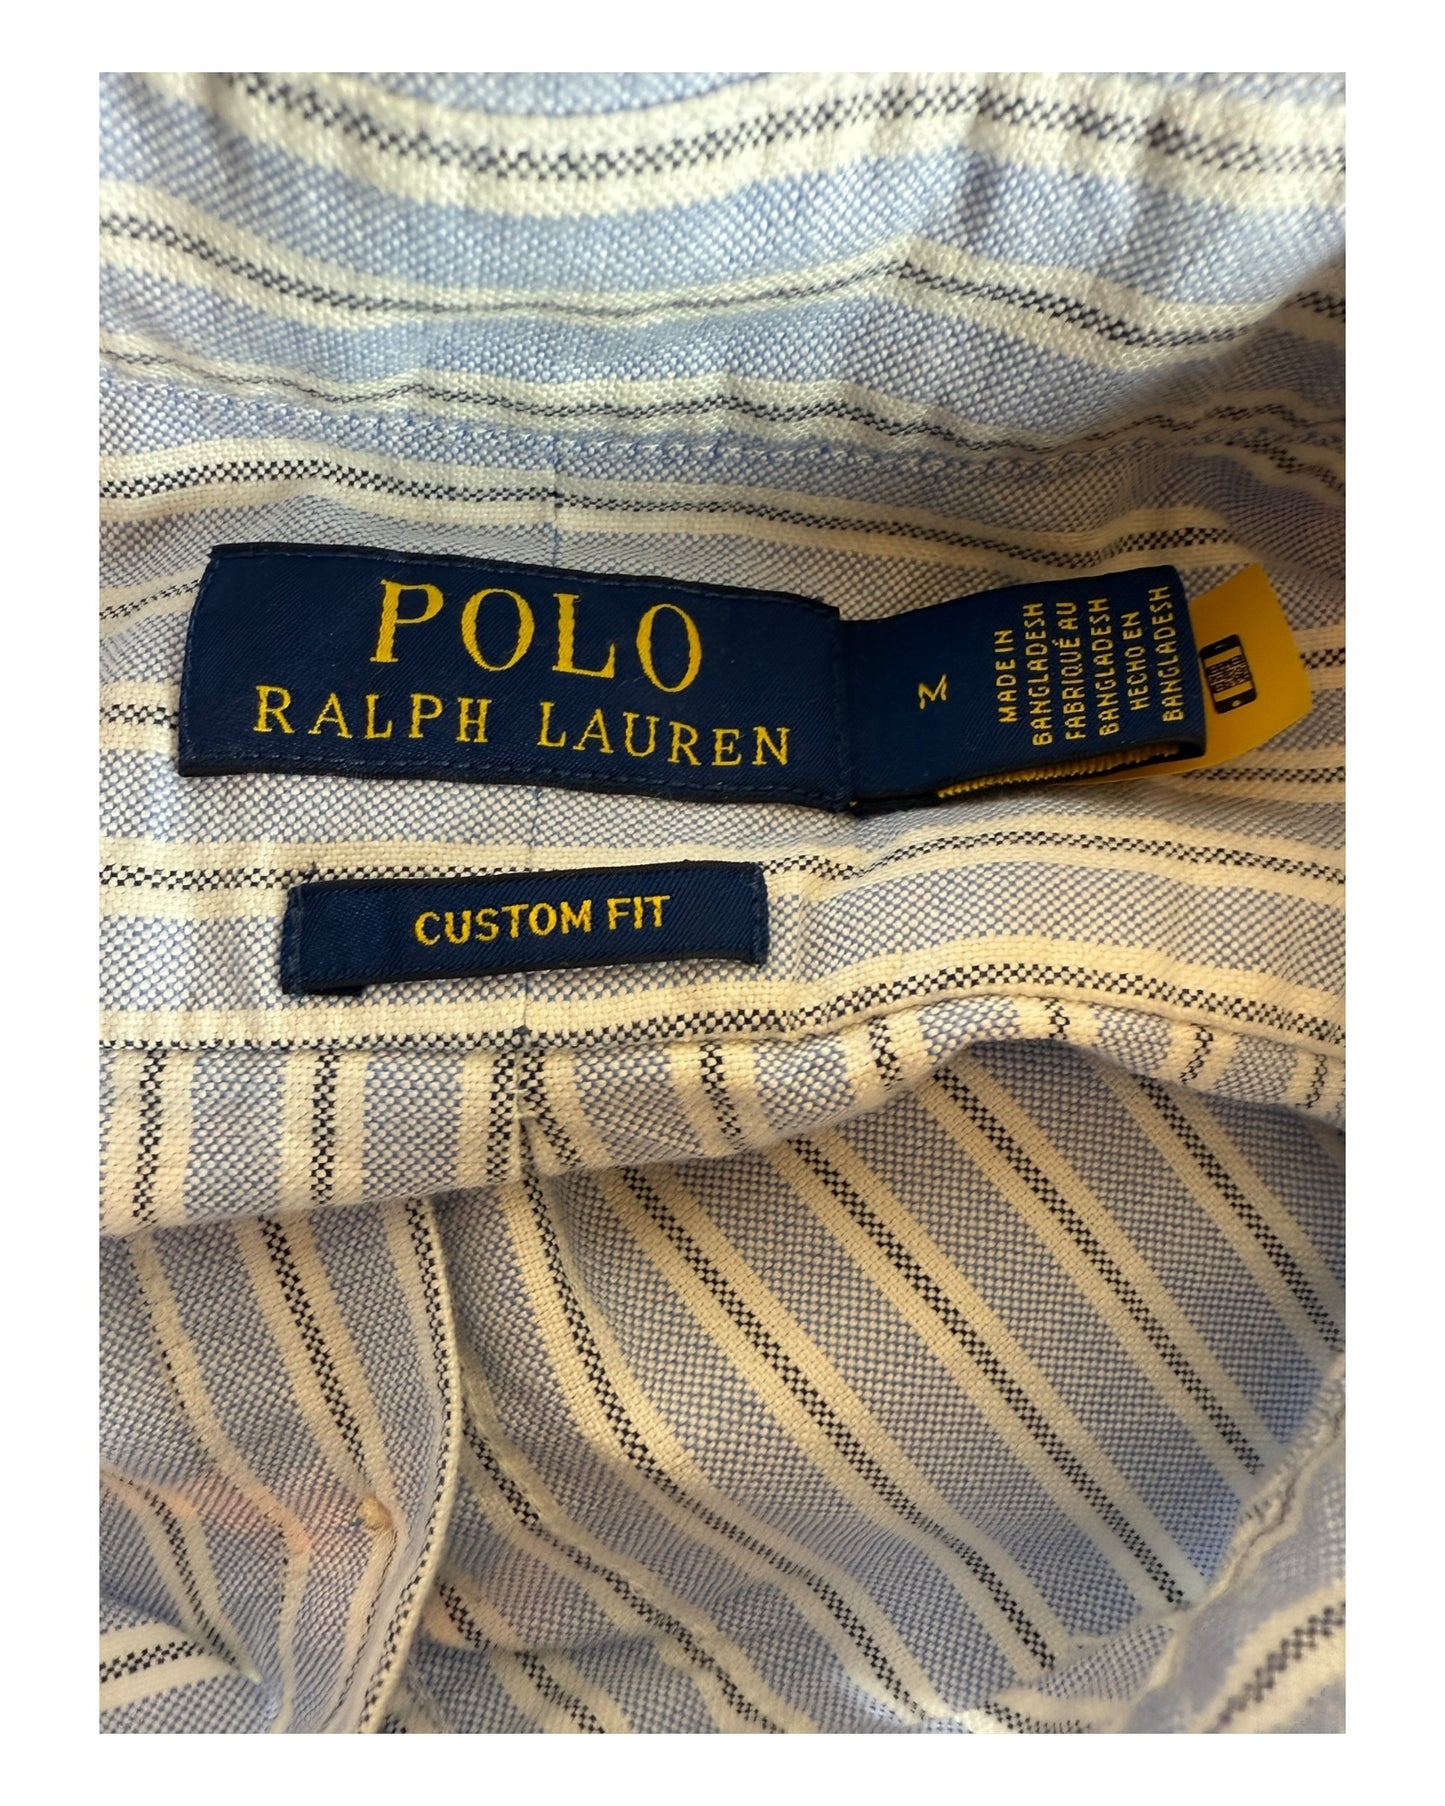 POLO
RALPH LAUREN
M
MADE IN
BANGLADESH
FABRIQUÉ AU
BANGLADESH
HECHO EN
BANGLADESH
CUSTOM FIT